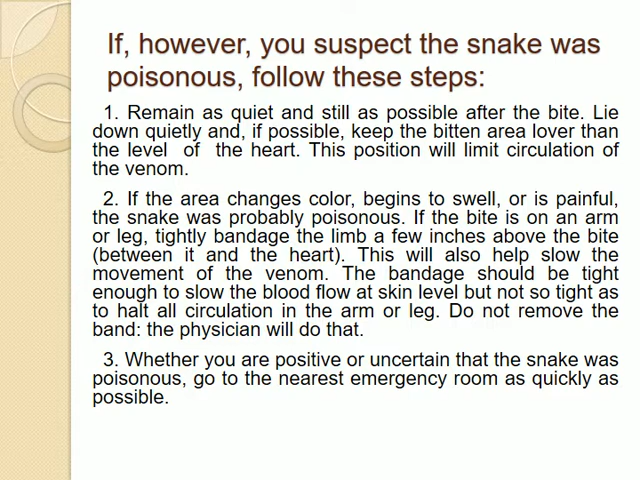 If, however, you suspect the snake was
poisonous, follow these steps:
1. Remain as quiet and still as possible after the bite. Lie
down quietly and, if possible, keep the bitten area lover than
the level of the heart. This position will limit circulation of
the venom.
2. If the area changes color, begins to swell, or is painful,
the snake was probably poisonous. If the bite is on an arm
or leg, tightly bandage the limb a few inches above the bite
(between it and the heart). This will also help slow the
movement of the venom. The bandage should be tight
enough to slow the blood flow at skin level but not so tight as
to halt all circulation in the arm or leg. Do not remove the
band: the physician will do that.
3. Whether you are positive or uncertain that the snake was
poisonous, go to the nearest emergency room as quickly as
possible.